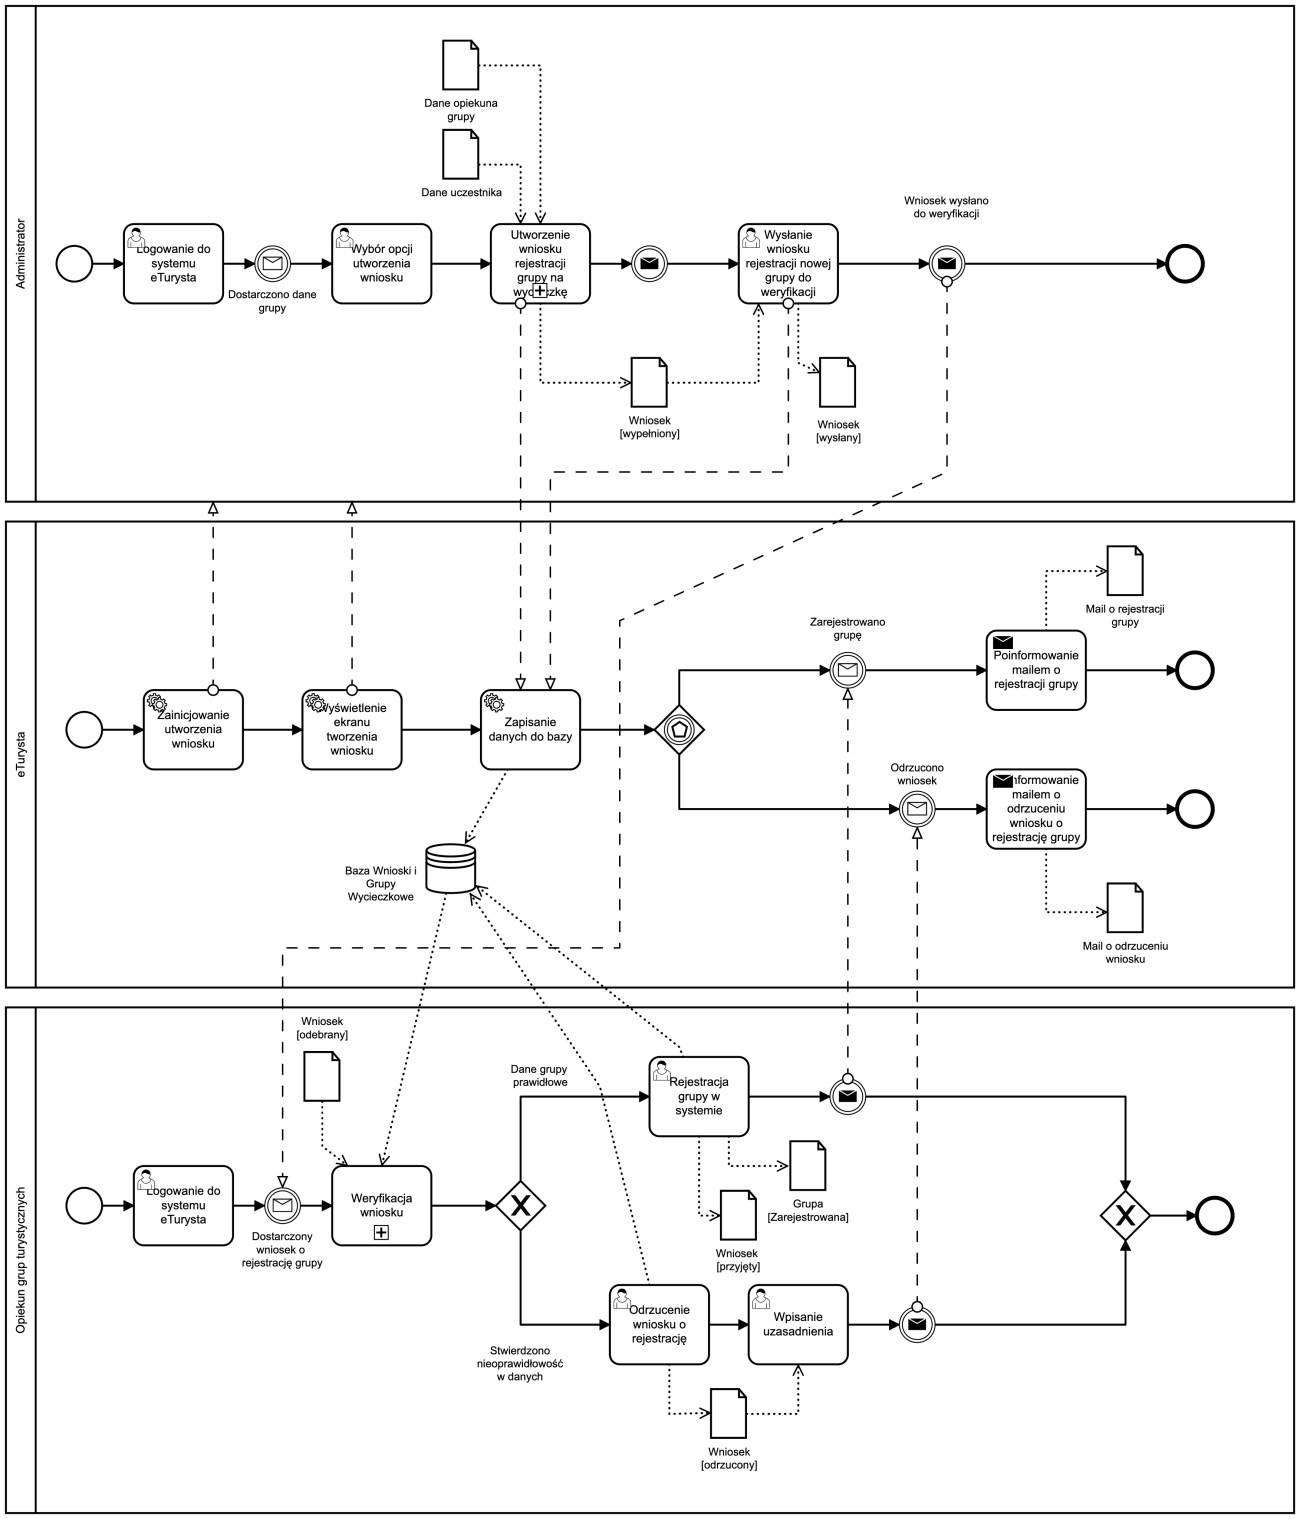 Administrator
Dane opiekuna
grupy
Dane uczestnika
Logowanie do
systemu
eTurysta
Dostarczono dane
grupy
Wybór opcji
utworzenia
wniosku
Utworzenie
wniosku
rejestracji
grupy na
wycieczkę
Wysłanie
wniosku
rejestracji nowej
grupy do
weryfikacji
Wniosek wysłano
do weryfikacji
Wniosek
[wypełniony]
Wniosek
[wysłany]
eTurysta
Zainicjowanie
utworzenia
wniosku
Wyświetlenie
ekranu
tworzenia
wniosku
Zapisanie
danych do bazy
Baza Wnioski i
Grupy
Wycieczkowe
Zarejestrowano
grupę
Poinformowanie
mailem o
rejestracji grupy
Mail o rejestracji
grupy
Odrzucono
wniosek
mailem o
odrzuceniu
wniosku o
rejestrację grupy
Mail o odrzuceniu
wniosku
Opiekun grup turystycznych
Wniosek
[odebrany]
Logowanie do
systemu
eTurysta
Dostarczony
wniosek o
rejestrację grupy
Weryfikacja
wniosku
Dane grupy
prawidłowe
Rejestracja
grupy w
systemie
Grupa
[Zarejestrowana]
Wniosek
[przyjęty]
Stwierdzono
nieoprawidłowość
w danych
Odrzucenie
wniosku o
rejestrację
Wpisanie
uzasadnienia
Wniosek
[odrzucony]